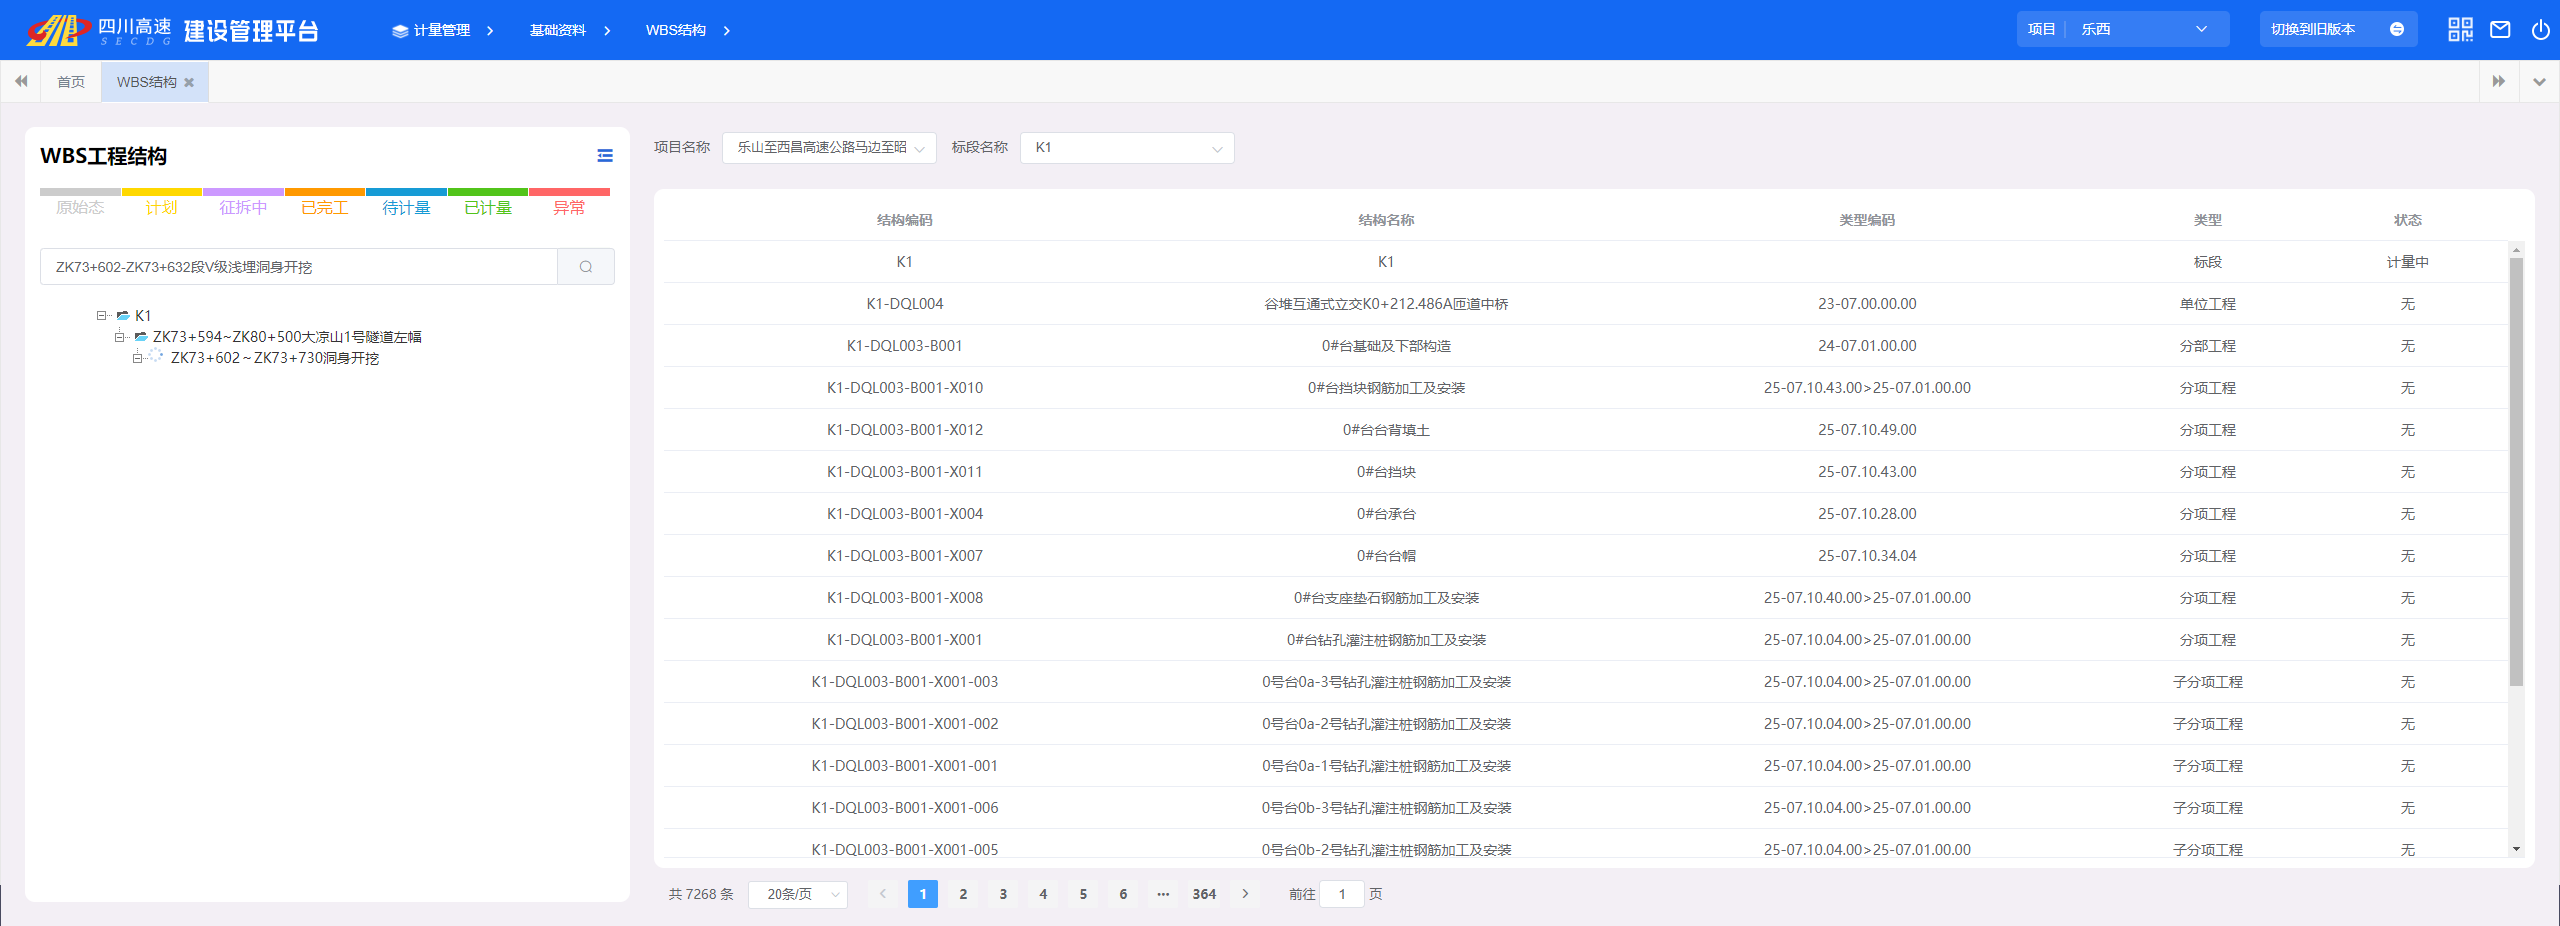 四川高速 SECDG 建设管理平台 计量管理 基础资料 WBS结构 项目 乐西 切换到旧版本
首页 WBS结构
WBS工程结构
原始态 计划 征拆中 已完工 待计量 已计量 异常
ZK73+602-ZK73+632段V级浅埋洞身开挖
K1
ZK73+594~ZK80+500大凉山1号隧道左幅
ZK73+602～ZK73+730洞身开挖
项目名称 乐山至西昌高速公路马边至昭 标段名称 K1
结构编码 结构名称 类型编码 类型 状态
K1 K1 标段 计量中
K1-DQL004 谷堆互通式立交K0+212.486A匝道中桥 23-07.00.00.00 单位工程 无
K1-DQL003-B001 0#台基础及下部构造 24-07.01.00.00 分部工程 无
K1-DQL003-B001-X010 0#台挡块钢筋加工及安装 25-07.10.43.00>25-07.01.00.00 分项工程 无
K1-DQL003-B001-X012 0#台台背填土 25-07.10.49.00 分项工程 无
K1-DQL003-B001-X011 0#台挡块 25-07.10.43.00 分项工程 无
K1-DQL003-B001-X004 0#台承台 25-07.10.28.00 分项工程 无
K1-DQL003-B001-X007 0#台台帽 25-07.10.34.04 分项工程 无
K1-DQL003-B001-X008 0#台支座垫石钢筋加工及安装 25-07.10.40.00>25-07.01.00.00 分项工程 无
K1-DQL003-B001-X001 0#台钻孔灌注桩钢筋加工及安装 25-07.10.04.00>25-07.01.00.00 分项工程 无
K1-DQL003-B001-X001-003 0号台0a-3号钻孔灌注桩钢筋加工及安装 25-07.10.04.00>25-07.01.00.00 子分项工程 无
K1-DQL003-B001-X001-002 0号台0a-2号钻孔灌注桩钢筋加工及安装 25-07.10.04.00>25-07.01.00.00 子分项工程 无
K1-DQL003-B001-X001-001 0号台0a-1号钻孔灌注桩钢筋加工及安装 25-07.10.04.00>25-07.01.00.00 子分项工程 无
K1-DQL003-B001-X001-006 0号台0b-3号钻孔灌注桩钢筋加工及安装 25-07.10.04.00>25-07.01.00.00 子分项工程 无
K1-DQL003-B001-X001-005 0号台0b-2号钻孔灌注桩钢筋加工及安装 25-07.10.04.00>25-07.01.00.00 子分项工程 无
共 7268 条 20条/页 1 2 3 4 5 6 ··· 364 前往 1 页